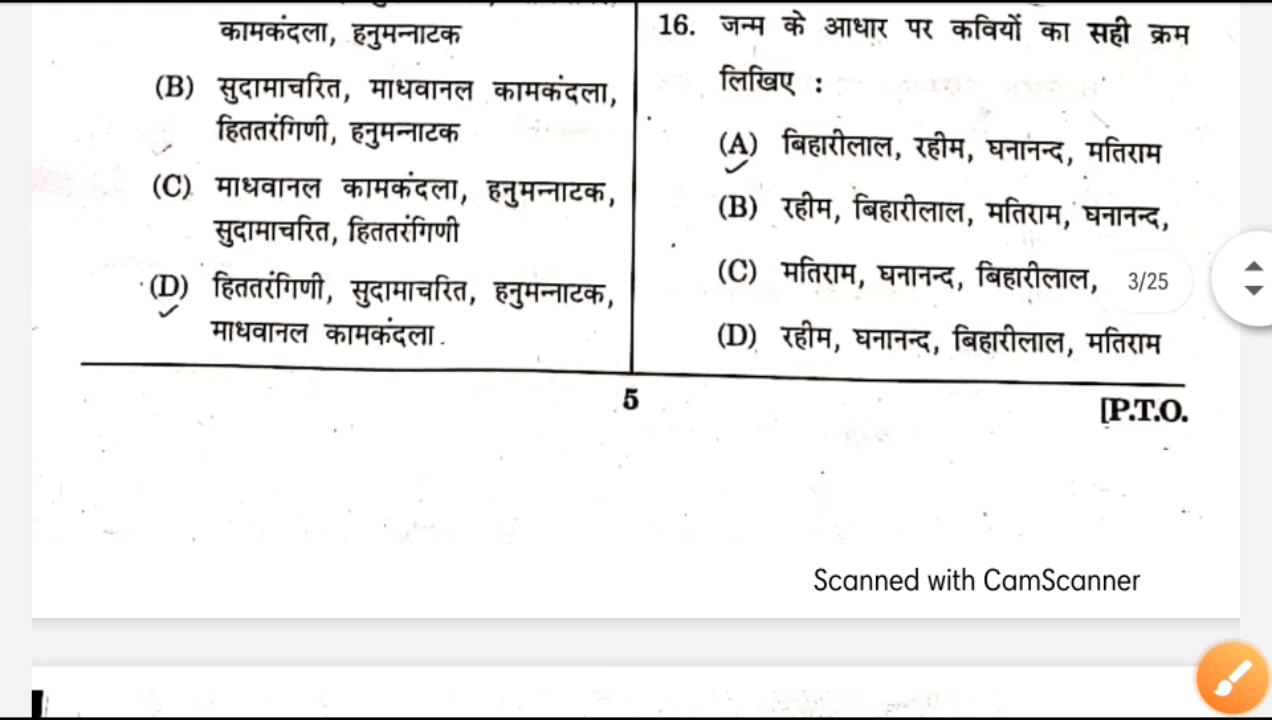 कामकंदला, हनुमन्नाटक
(B) सुदामाचरित, माधवानल कामकंदला,
हिततरंगिणी, हनुमन्नाटक
(C) माधवानल कामकंदला, हनुमन्नाटक,
सुदामाचरित, हिततरंगिणी
(D) हिततरंगिणी, सुदामाचरित, हनुमन्नाटक,
माधवानल कामकंदला.
16. जन्म के आधार पर कवियों का सही क्रम
लिखिए :
(A) बिहारीलाल, रहीम, घनानन्द, मतिराम
(B) रहीम, बिहारीलाल, मतिराम, घनानन्द,
(C) मतिराम, घनानन्द, बिहारीलाल,
(D) रहीम, घनानन्द, बिहारीलाल, मतिराम
3/25
5
[P.T.O.
Scanned with CamScanner